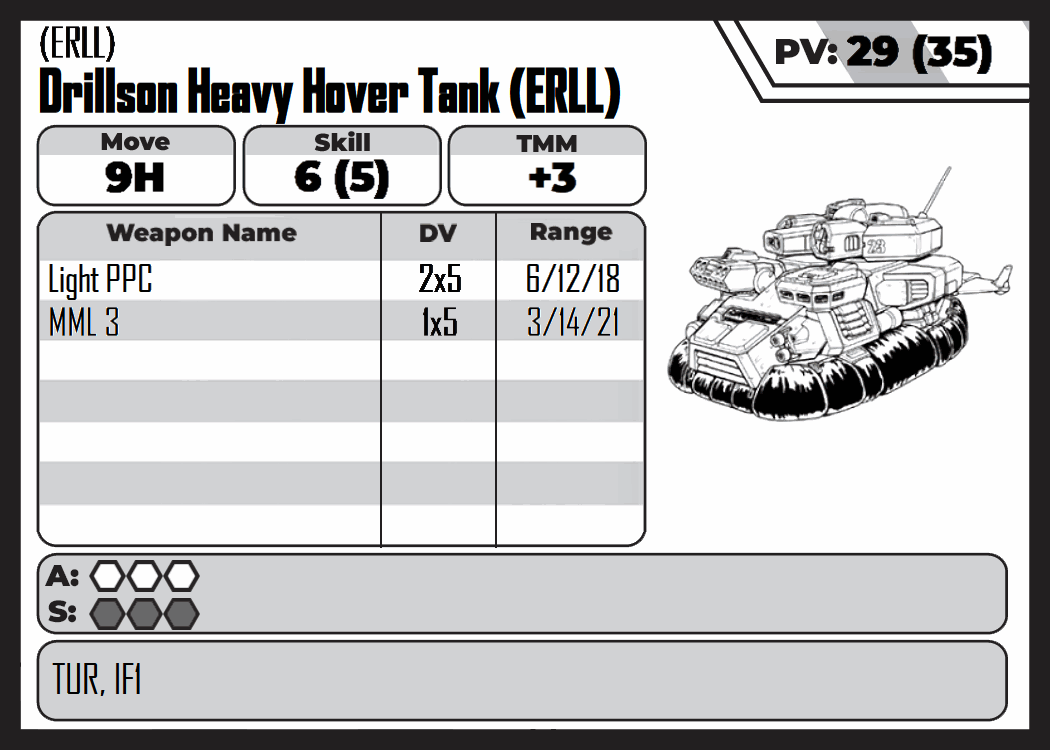 (ERLL)
PV: 29 (35)
Drillson Heavy Hover Tank (ERLL)
Move Skill TMM
9H 6 (5) +3
Weapon Name DV Range
Light PPC 2x5 6/12/18
MML 3 1x5 3/14/21
23
A:
S:
TUR, IF1